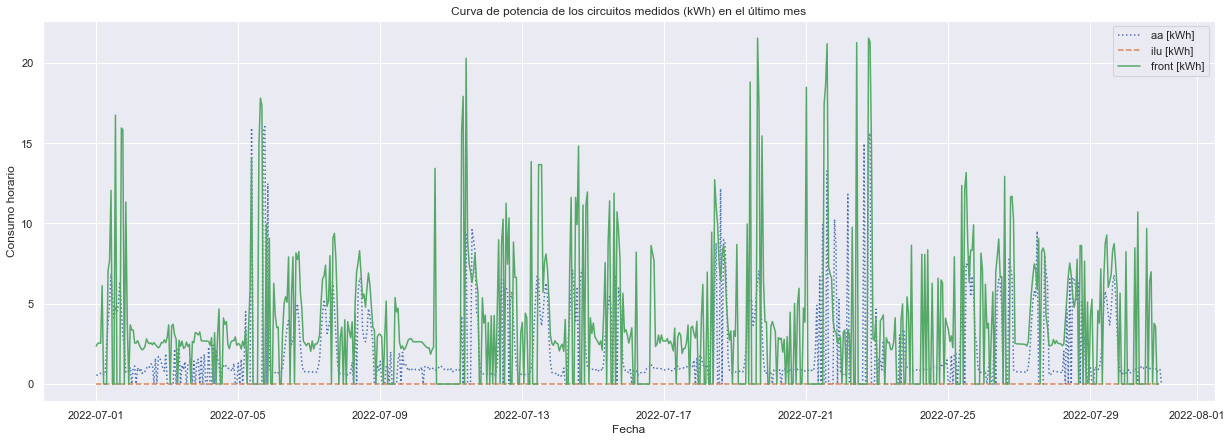 Curva de potencia de los circuitos medidos (kWh) en el último mes
aa [kWh]
ilu [kWh]
front [kWh]
Consumo horario
20
15
10
5
0
2022-07-01 2022-07-05 2022-07-09 2022-07-13 2022-07-17 2022-07-21 2022-07-25 2022-07-29 2022-08-01
Fecha